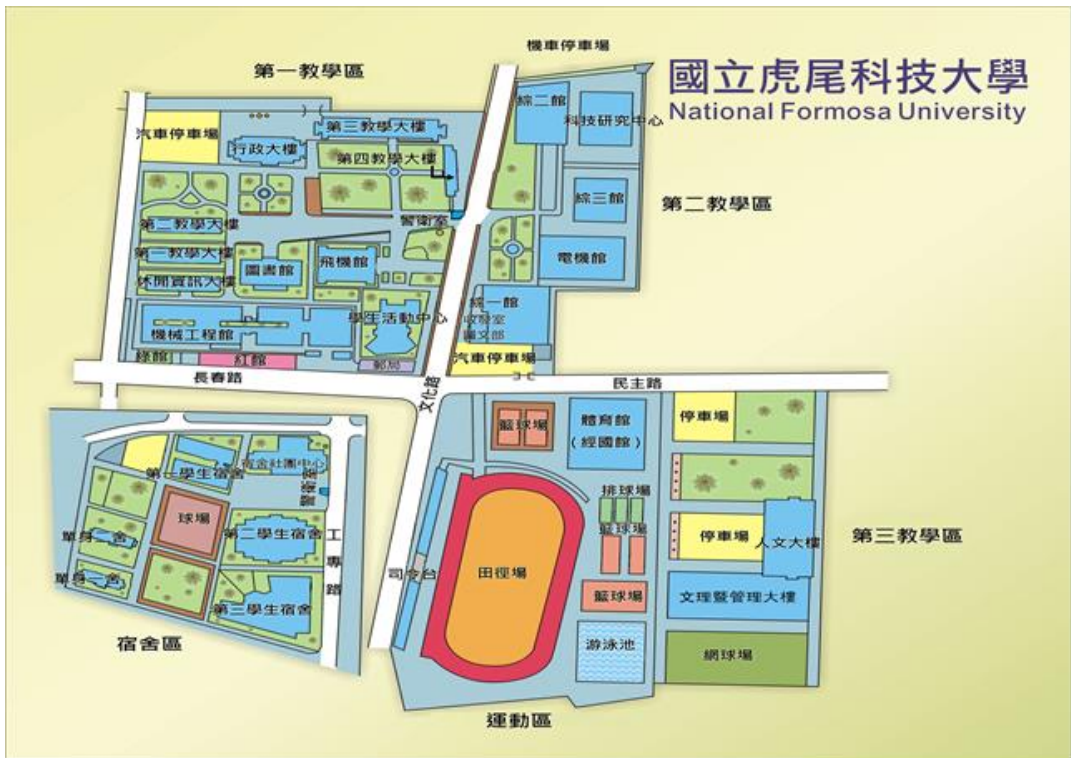 機車停車場
國立虎尾科技大學
National Formosa University
第一教學區
綜二館
科技研究中心
汽車停車場
第三教學大樓
行政大樓
第四教學大樓
綜三館
第二教學區
警衛室
第二教學大樓
第一教學大樓
圖書館
飛機館
電機館
休閒資訊大樓
綜一館
收發室
圖文部
學生活動中心
機械工程館
綠館
紅館
郵局
汽車停車場
長春路
文化路
民主路
籃球場
體育館
(經國館)
停車場
第一學生宿舍
宿舍社團中心
警衛室
排球場
球場
第二學生宿舍
籃球場
停車場
人文大樓
第三教學區
單身二舍
工專路
單身一舍
司令台
田徑場
籃球場
文理暨管理大樓
第三學生宿舍
宿舍區
游泳池
網球場
運動區